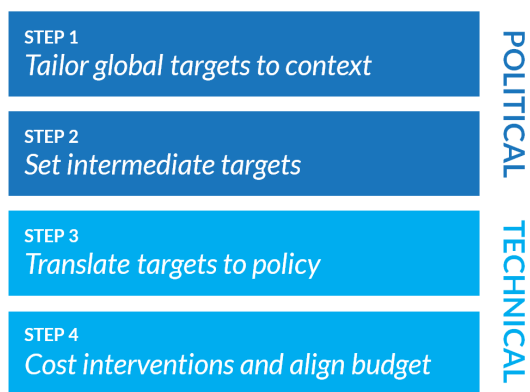 STEP 1
Tailor global targets to context
STEP 2
Set intermediate targets
POLITICAL
STEP 3
Translate targets to policy
STEP 4
Cost interventions and align budget
TECHNICAL